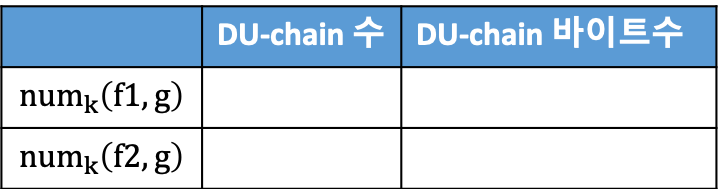 DU-chain 수 DU-chain 바이트수
numₖ(f1, g)
numₖ(f2, g)